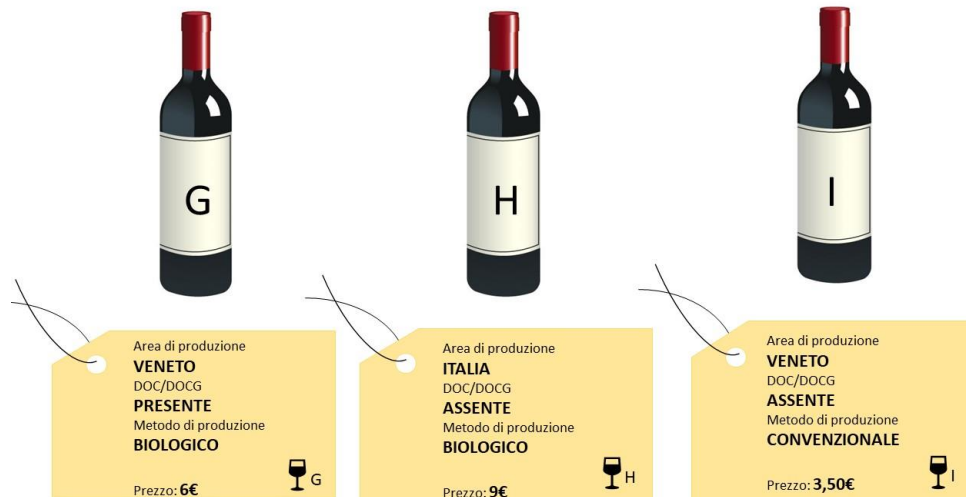 G
H
I
Area di produzione
VENETO
DOC/DOCG
PRESENTE
Metodo di produzione
BIOLOGICO
Prezzo: 6€
G
Area di produzione
ITALIA
DOC/DOCG
ASSENTE
Metodo di produzione
BIOLOGICO
Prezzo: 9€
H
Area di produzione
VENETO
DOC/DOCG
ASSENTE
Metodo di produzione
CONVENZIONALE
Prezzo: 3,50€
I